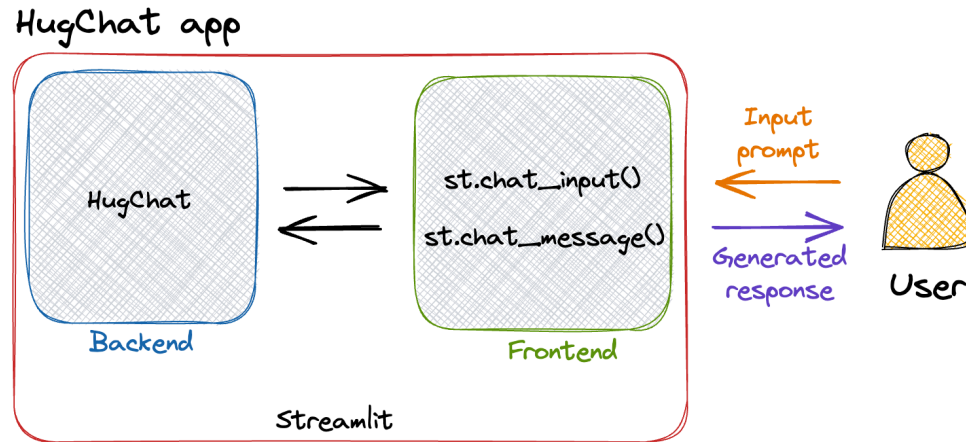 HugChat app
HugChat
Backend
st.chat_input()
st.chat_message()
Frontend
Streamlit
Input
prompt
Generated
response
User